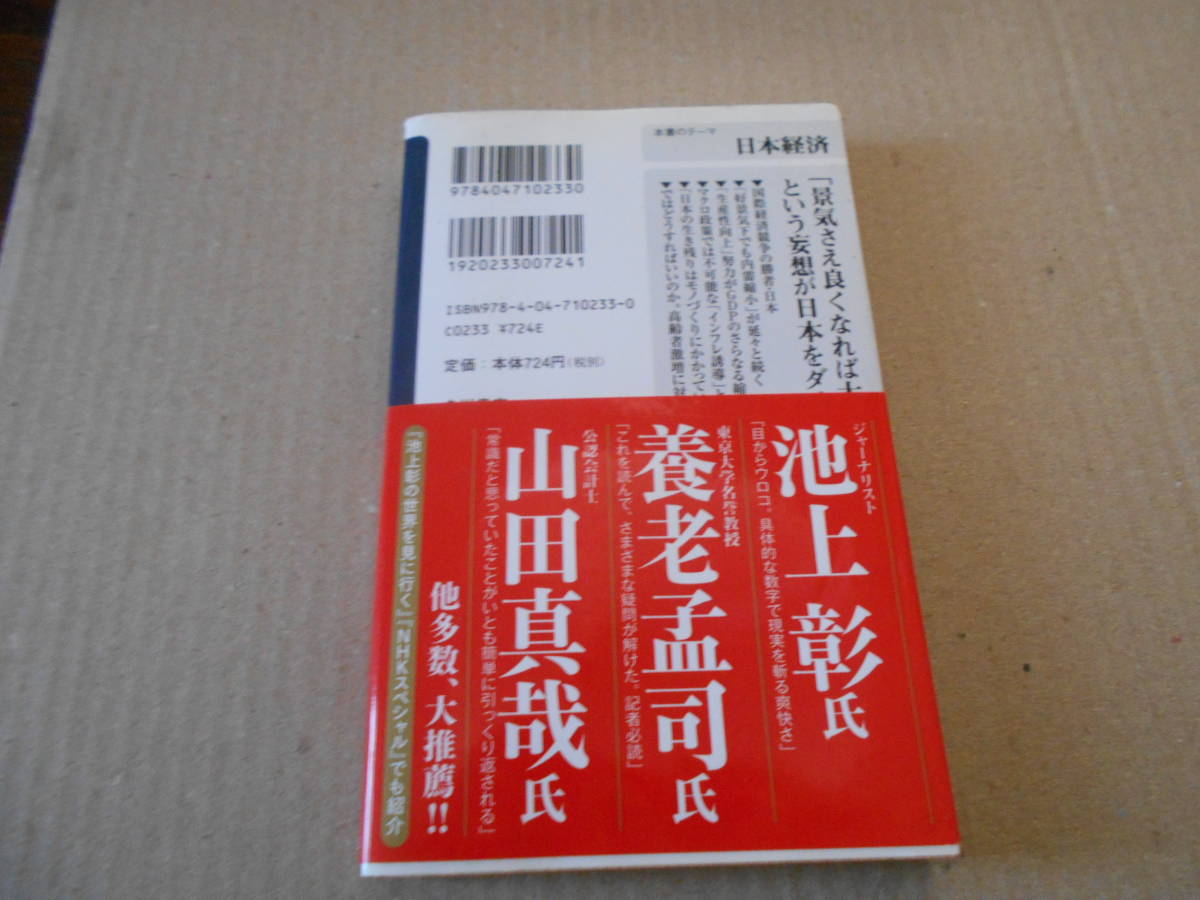 本書のテーマ
日本経済
「景気さえ良くなれば
という妄想が日本をダ
▼国際経済競争の勝者・日本
▼「好景気下でも内需縮小」が延々と続く
▼「生産性向上」努力がGDPのさらなる縮
▼マクロ政策では不可能な「インフレ誘導」と
▼「日本の生き残りはモノづくりにかかってい
▼ではどうすればいいのか。高齢者激増に対
9784047102330
1920233007241
ISBN978-4-04-710233-0
C0233 ¥724E
定価：本体724円（税別）
ジャーナリスト
池上 彰氏
「目からウロコ。具体的な数字で現実を斬る爽快さ」
東京大学名誉教授
養老孟司氏
「これを読んで、さまざまな疑問が解けた。記者必読」
公認会計士
山田真哉氏
「常識だと思っていたことがいとも簡単に引っくり返される」
他多数、大推薦!!
「池上彰の世界を見に行く」「NHKスペシャル」でも紹介